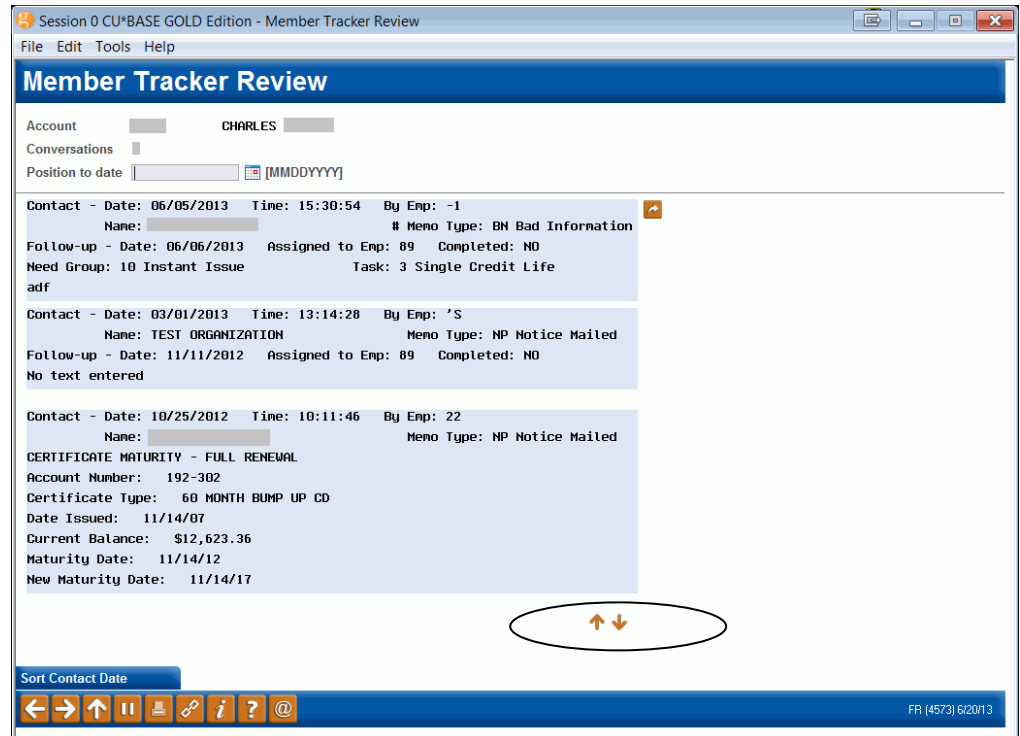 Session 0 CU*BASE GOLD Edition - Member Tracker Review
File Edit Tools Help
Member Tracker Review
Account CHARLES
Conversations
Position to date [MMDDYYYY]
Contact - Date: 06/05/2013 Time: 15:30:54 By Emp: -1
Name: # Memo Type: BN Bad Information
Follow-up - Date: 06/06/2013 Assigned to Emp: 89 Completed: NO
Need Group: 10 Instant Issue Task: 3 Single Credit Life
adf
Contact - Date: 03/01/2013 Time: 13:14:28 By Emp: 'S
Name: TEST ORGANIZATION Memo Type: NP Notice Mailed
Follow-up - Date: 11/11/2012 Assigned to Emp: 89 Completed: NO
No text entered
Contact - Date: 10/25/2012 Time: 10:11:46 By Emp: 22
Name: Memo Type: NP Notice Mailed
CERTIFICATE MATURITY - FULL RENEWAL
Account Number: 192-302
Certificate Type: 60 MONTH BUMP UP CD
Date Issued: 11/14/07
Current Balance: $12,623.36
Maturity Date: 11/14/12
New Maturity Date: 11/14/17
Sort Contact Date
i ? @
FR (4573) 6/20/13